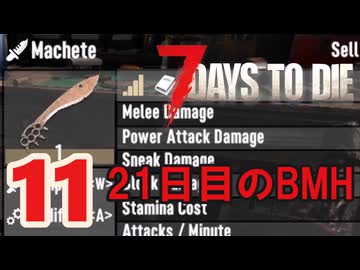 Machete
Sell
7 DAYS TO DIE
Melee Damage
Power Attack Damage
Sneak Damage
1
Stamina Cost
Attacks / Minute
11
21日目のBMH